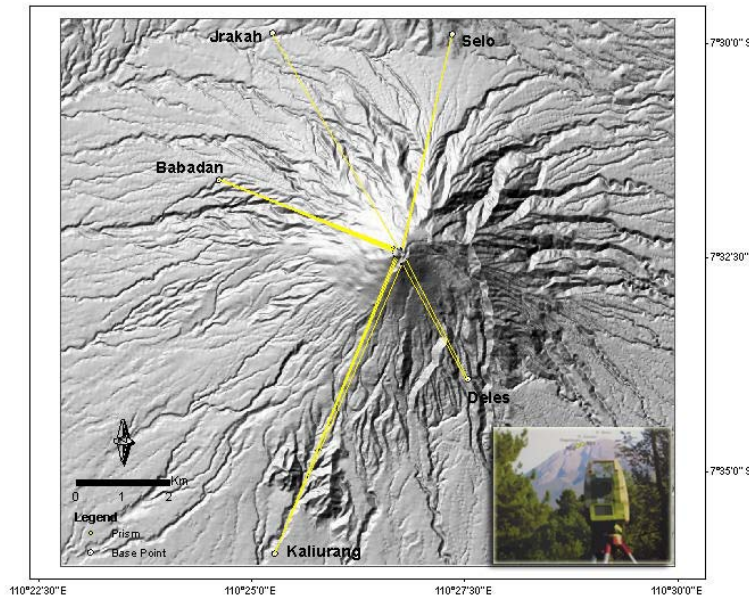 Jrakah
Selo
7°30'0" S
Babadan
7°32'30"
Deles
7°35'0" S
Km
0 1 2
Legend
Prism
Base Point
Kaliurang
110°22'30"E
110°25'0"E
110°27'30"E
110°30'0"E